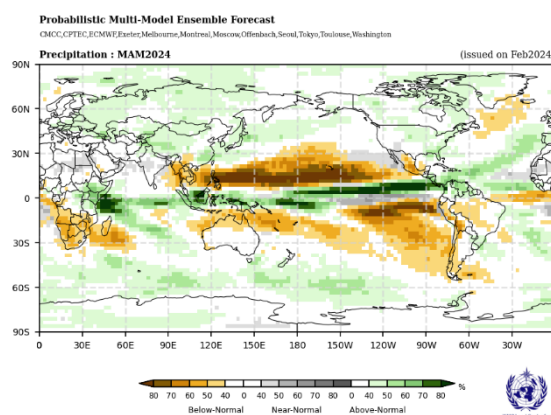 Probabilistic Multi-Model Ensemble Forecast
CMCC,CPTEC,ECMWF,Exeter,Melbourne,Montreal,Moscow,Offenbach,Seoul,Tokyo,Toulouse,Washington
Precipitation : MAM2024 (issued on Feb2024
90N
60N
30N
0
30S
60S
90S
0 30E 60E 90E 120E 150E 180 150W 120W 90W 60W 30W
80 70 60 50 40 0 40 50 60 70 80 0 40 50 60 70 80 %
Below-Normal Near-Normal Above-Normal